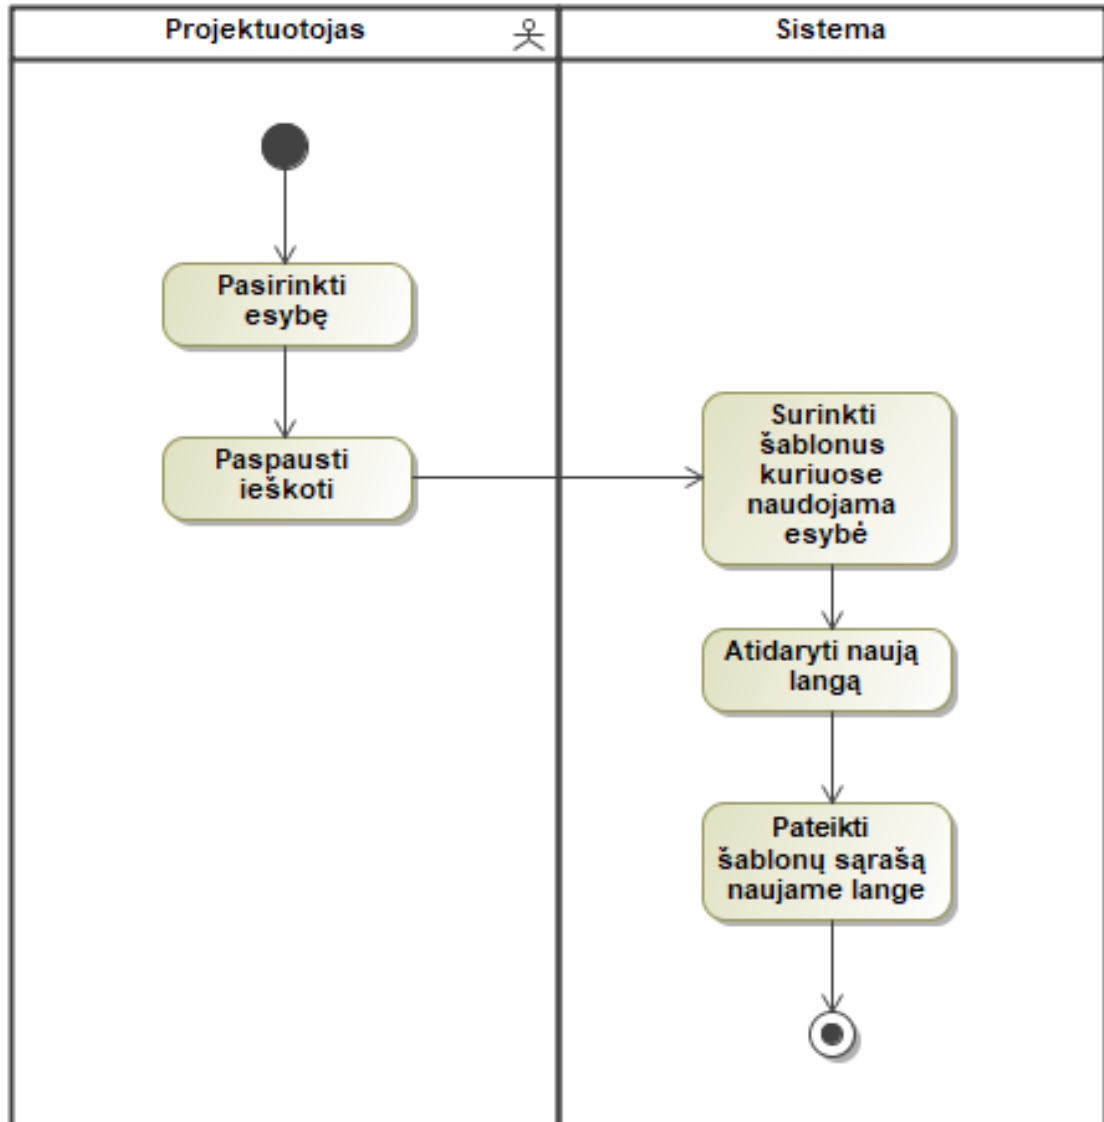 Projektuotojas
Sistema
Pasirinkti
esybę
Paspausti
ieškoti
Surinkti
šablonus
kuriuose
naudojama
esybė
Atidaryti naują
langą
Pateikti
šablonų sąrašą
naujame lange